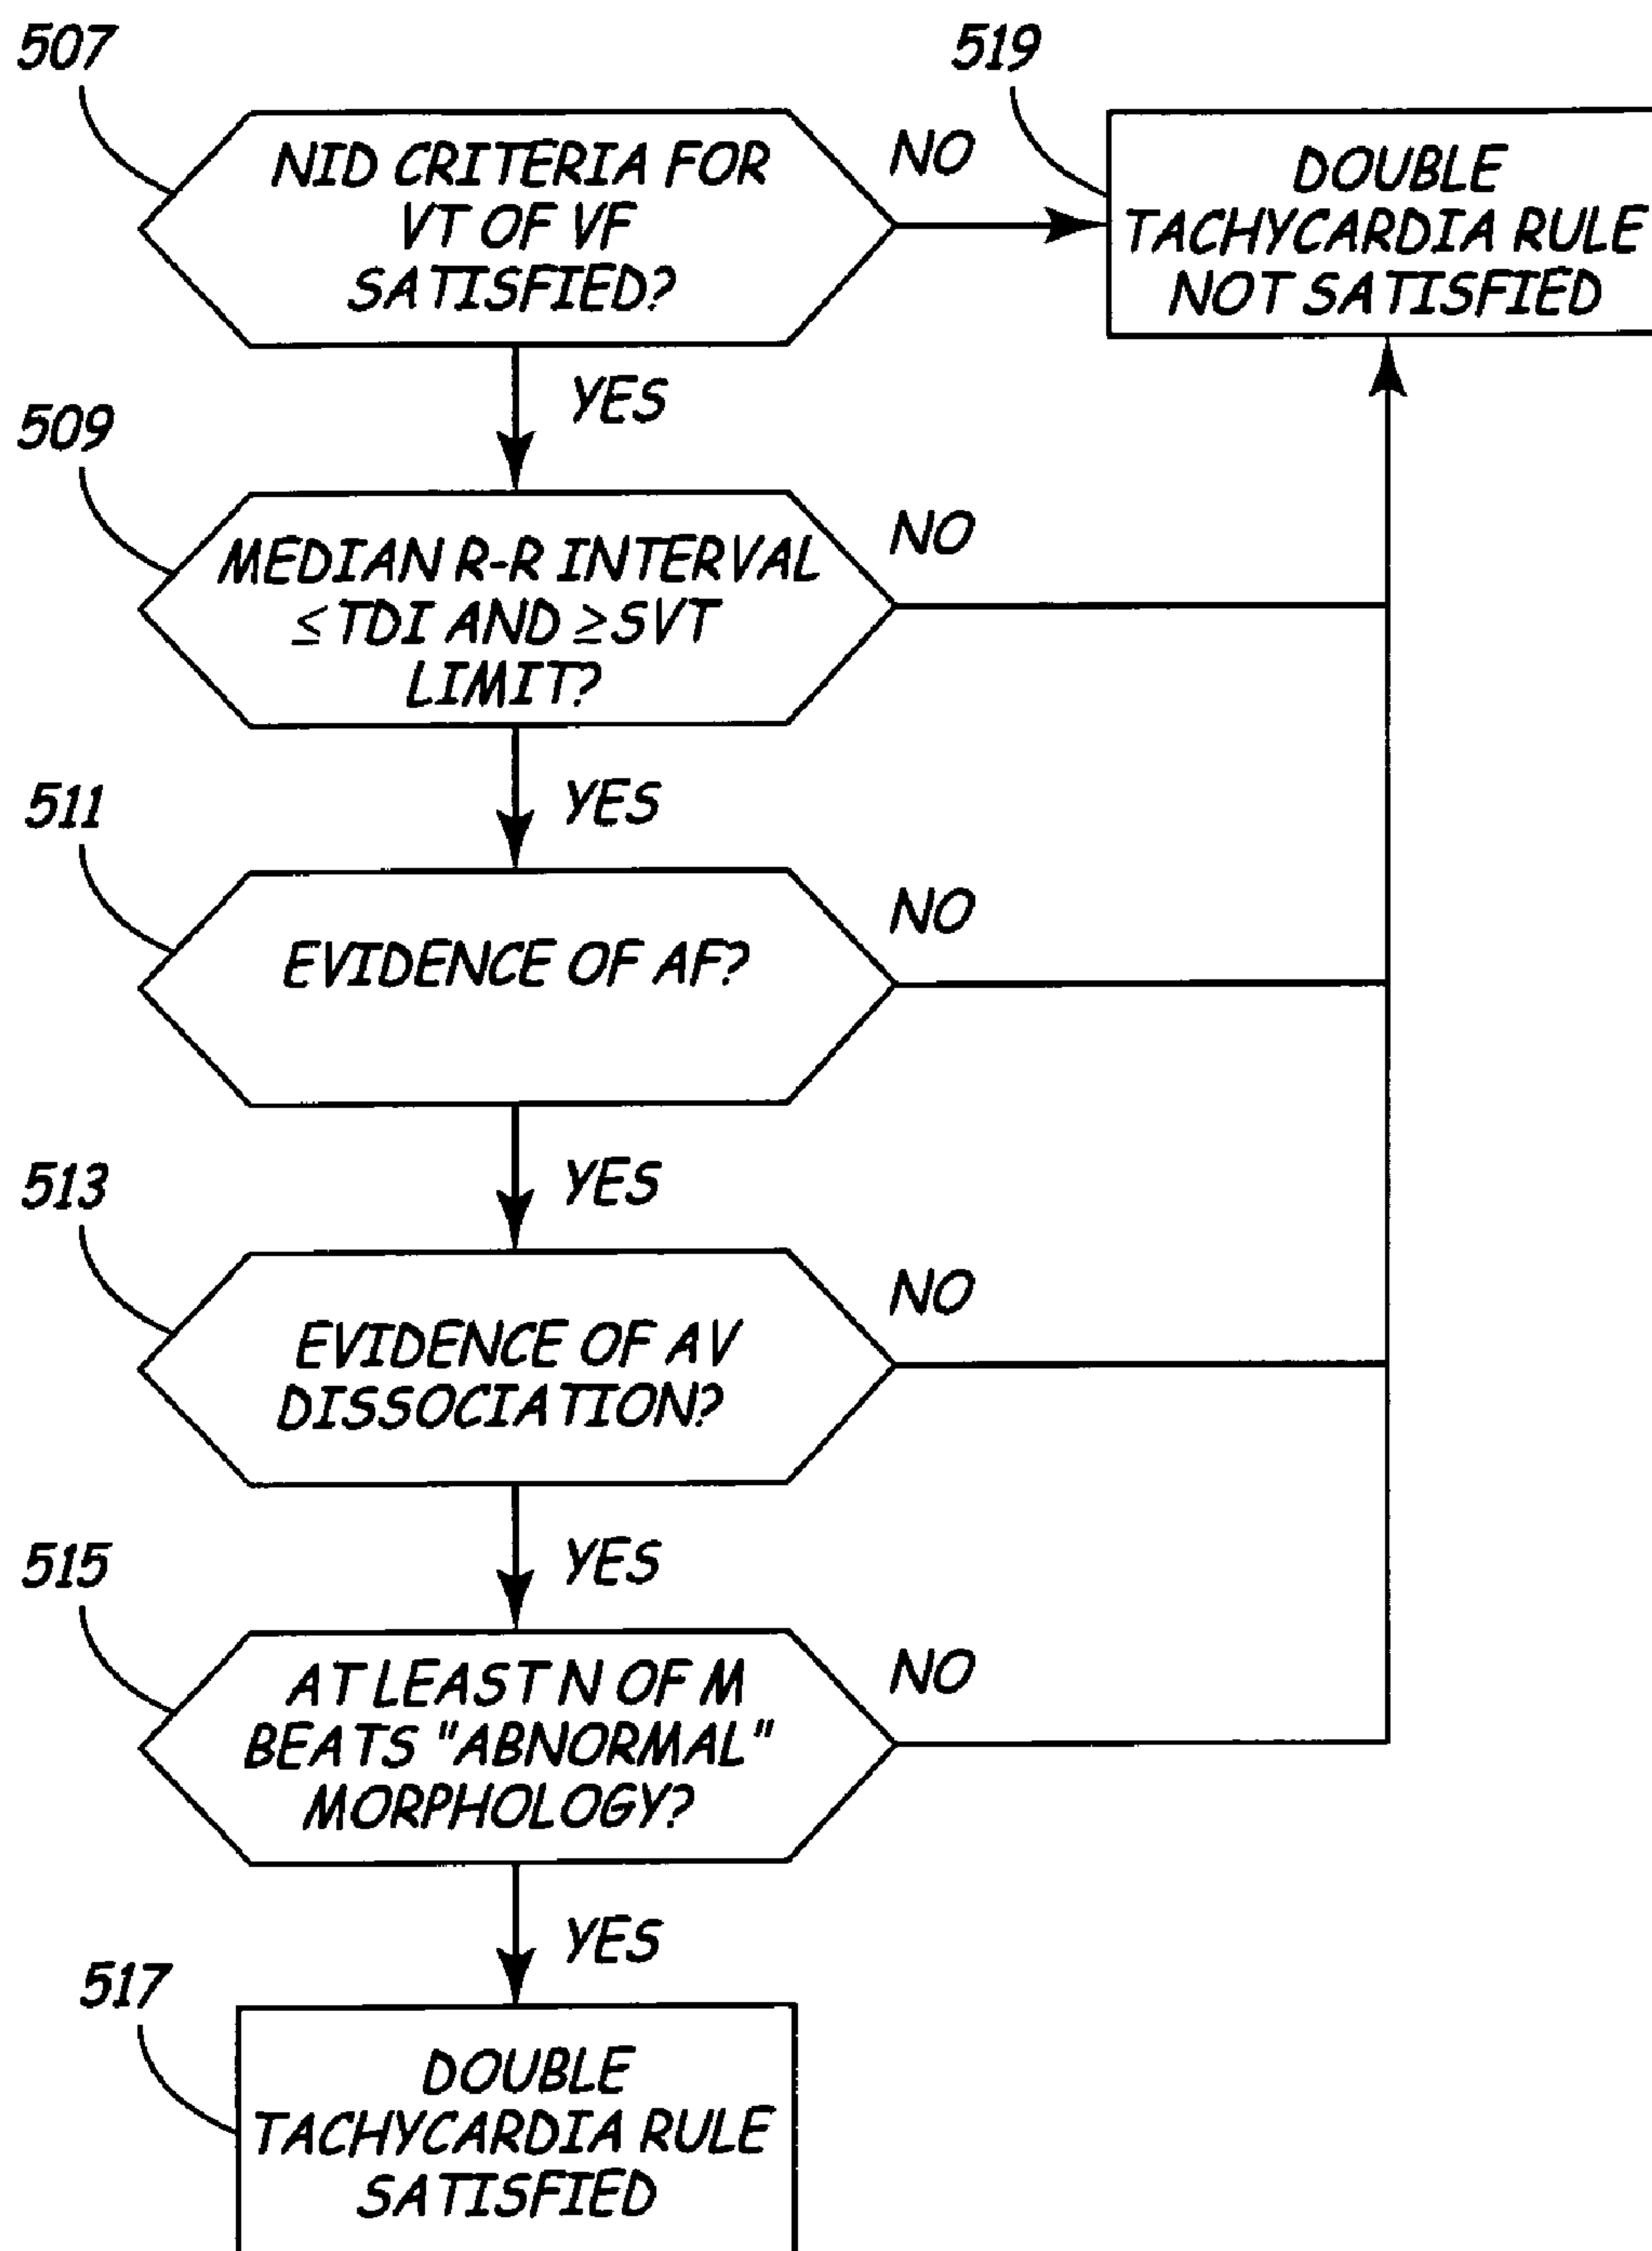 507
NID CRITERIA FOR
VT OF VF
SATISFIED?
NO
519
DOUBLE
TACHYCARDIA RULE
NOT SATISFIED
YES
509
MEDIAN R-R INTERVAL
≤TDI AND ≥SVT
LIMIT?
NO
YES
511
EVIDENCE OF AF?
NO
YES
513
EVIDENCE OF AV
DISSOCIATION?
NO
YES
515
AT LEAST N OF M
BEATS "ABNORMAL"
MORPHOLOGY?
NO
YES
517
DOUBLE
TACHYCARDIA RULE
SATISFIED